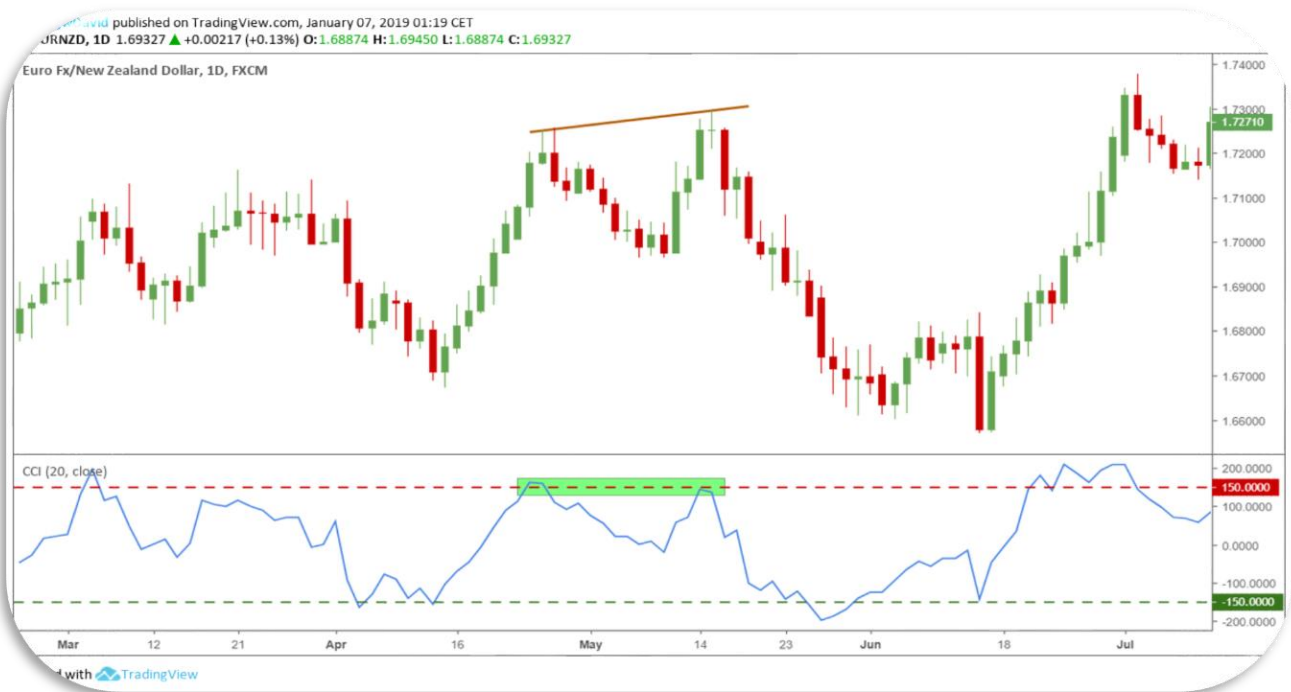 published on TradingView.com, January 07, 2019 01:19 CET
1D 1.69327 ▲ +0.00217 (+0.13%) O:1.68874 H:1.69450 L:1.68874 C:1.69327
Euro Fx/New Zealand Dollar, 1D, FXCM
1.74000
1.73000
1.72710
1.72000
1.71000
1.70000
1.69000
1.68000
1.67000
1.66000
CCI (20, close)
200.0000
150.0000
100.0000
0.0000
-100.0000
-150.0000
-200.0000
Mar 12 21 Apr 16 May 14 23 Jun 18 Jul
with TradingView